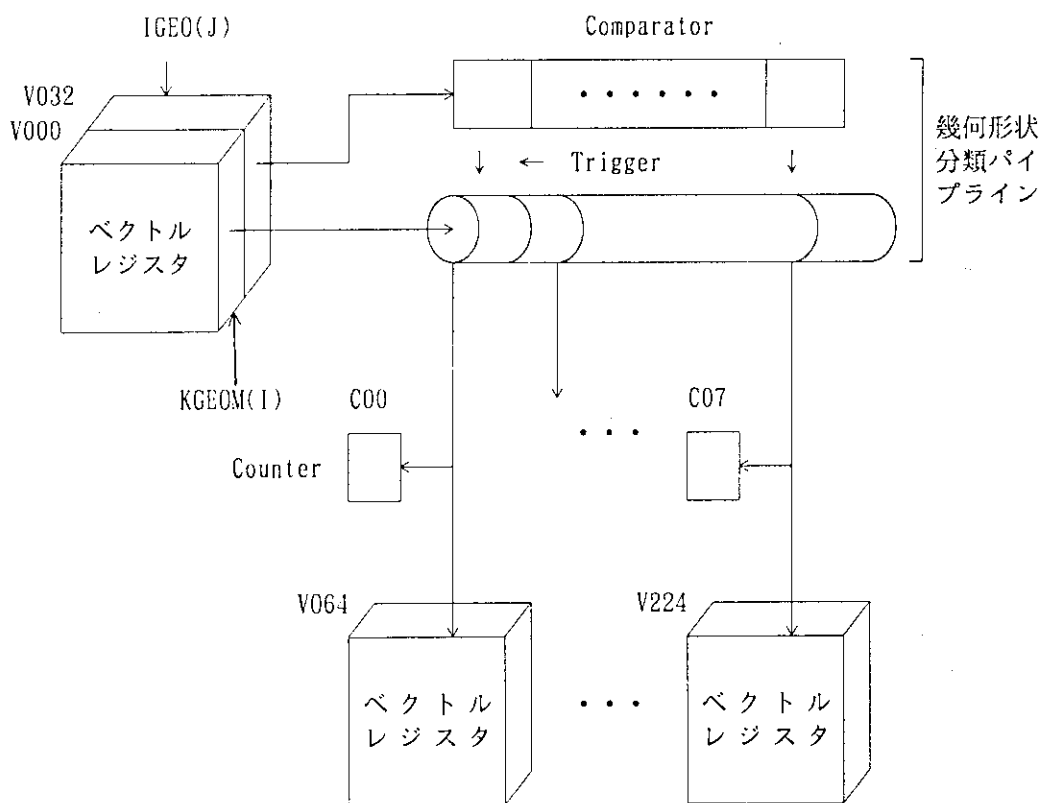 IGEO(J)
Comparator
V032
V000
・・・・・・
幾何形状
分類パイ
プライン
← Trigger
ベクトル
レジスタ
KGEOM(I)
C00
C07
・・・
Counter
V064
V224
ベクトル
レジスタ
・・・
ベクトル
レジスタ